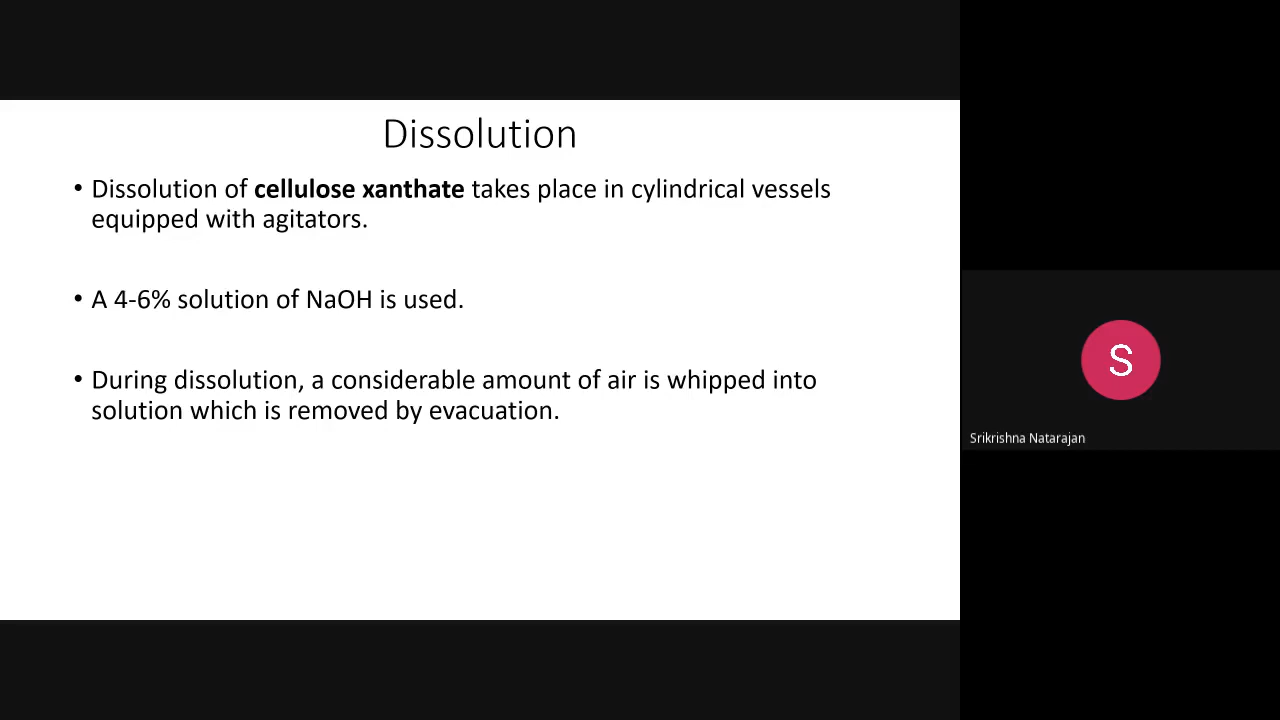 Dissolution
• Dissolution of cellulose xanthate takes place in cylindrical vessels
equipped with agitators.
• A 4-6% solution of NaOH is used.
• During dissolution, a considerable amount of air is whipped into
solution which is removed by evacuation.
S
Srikrishna Natarajan